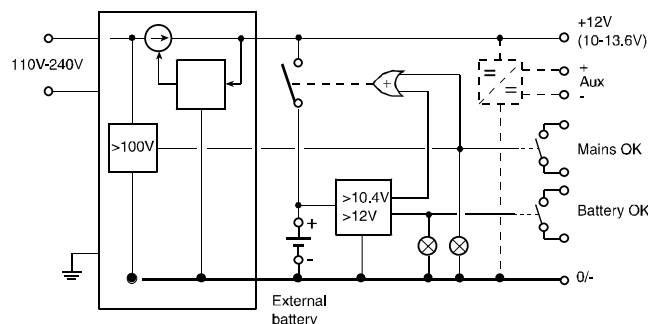 +12V
(10-13.6V)
110V-240V
+
=
=
+
Aux
-
>100V
Mains OK
>10.4V
>12V
Battery OK
+
-
0/-
External
battery